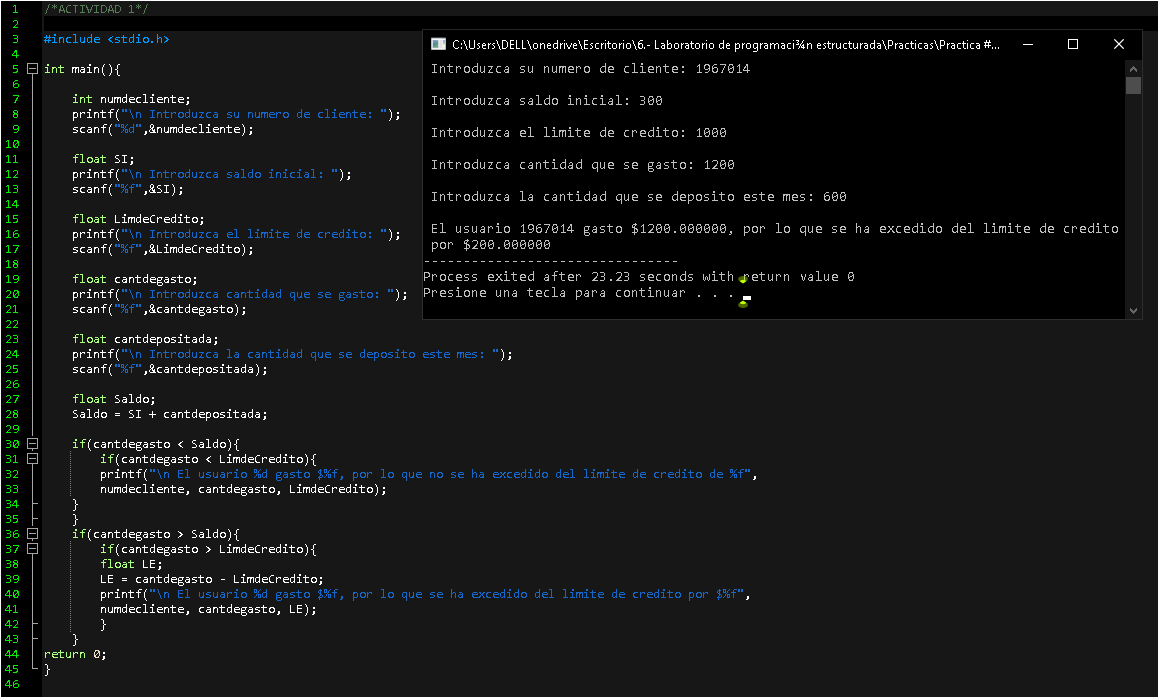 1 /*ACTIVIDAD 1*/
2
3 #include <stdio.h>
4
5 int main(){
6
7 int numdecliente;
8 printf("\n Introduzca su numero de cliente: ");
9 scanf("%d",&numdecliente);
10
11 float SI;
12 printf("\n Introduzca saldo inicial: ");
13 scanf("%f",&SI);
14
15 float LimdeCredito;
16 printf("\n Introduzca el limite de credito: ");
17 scanf("%f",&LimdeCredito);
18
19 float cantdegasto;
20 printf("\n Introduzca cantidad que se gasto: ");
21 scanf("%f",&cantdegasto);
22
23 float cantdepositada;
24 printf("\n Introduzca la cantidad que se deposito este mes: ");
25 scanf("%f",&cantdepositada);
26
27 float Saldo;
28 Saldo = SI + cantdepositada;
29
30 if(cantdegasto < Saldo){
31 if(cantdegasto < LimdeCredito){
32 printf("\n El usuario %d gasto $%f, por lo que no se ha excedido del limite de credito de %f",
33 numdecliente, cantdegasto, LimdeCredito);
34 }
35 }
36 if(cantdegasto > Saldo){
37 if(cantdegasto > LimdeCredito){
38 float LE;
39 LE = cantdegasto - LimdeCredito;
40 printf("\n El usuario %d gasto $%f, por lo que se ha excedido del limite de credito por $%f",
41 numdecliente, cantdegasto, LE);
42 }
43 }
44 return 0;
45 }
46
C:\Users\DELL\onedrive\Escritorio\6.- Laboratorio de programaci¾n estructurada\Practicas\Practica #...
Introduzca su numero de cliente: 1967014
Introduzca saldo inicial: 300
Introduzca el limite de credito: 1000
Introduzca cantidad que se gasto: 1200
Introduzca la cantidad que se deposito este mes: 600
El usuario 1967014 gasto $1200.000000, por lo que se ha excedido del limite de credito
por $200.000000
--------------------------------
Process exited after 23.23 seconds with return value 0
Presione una tecla para continuar . . .